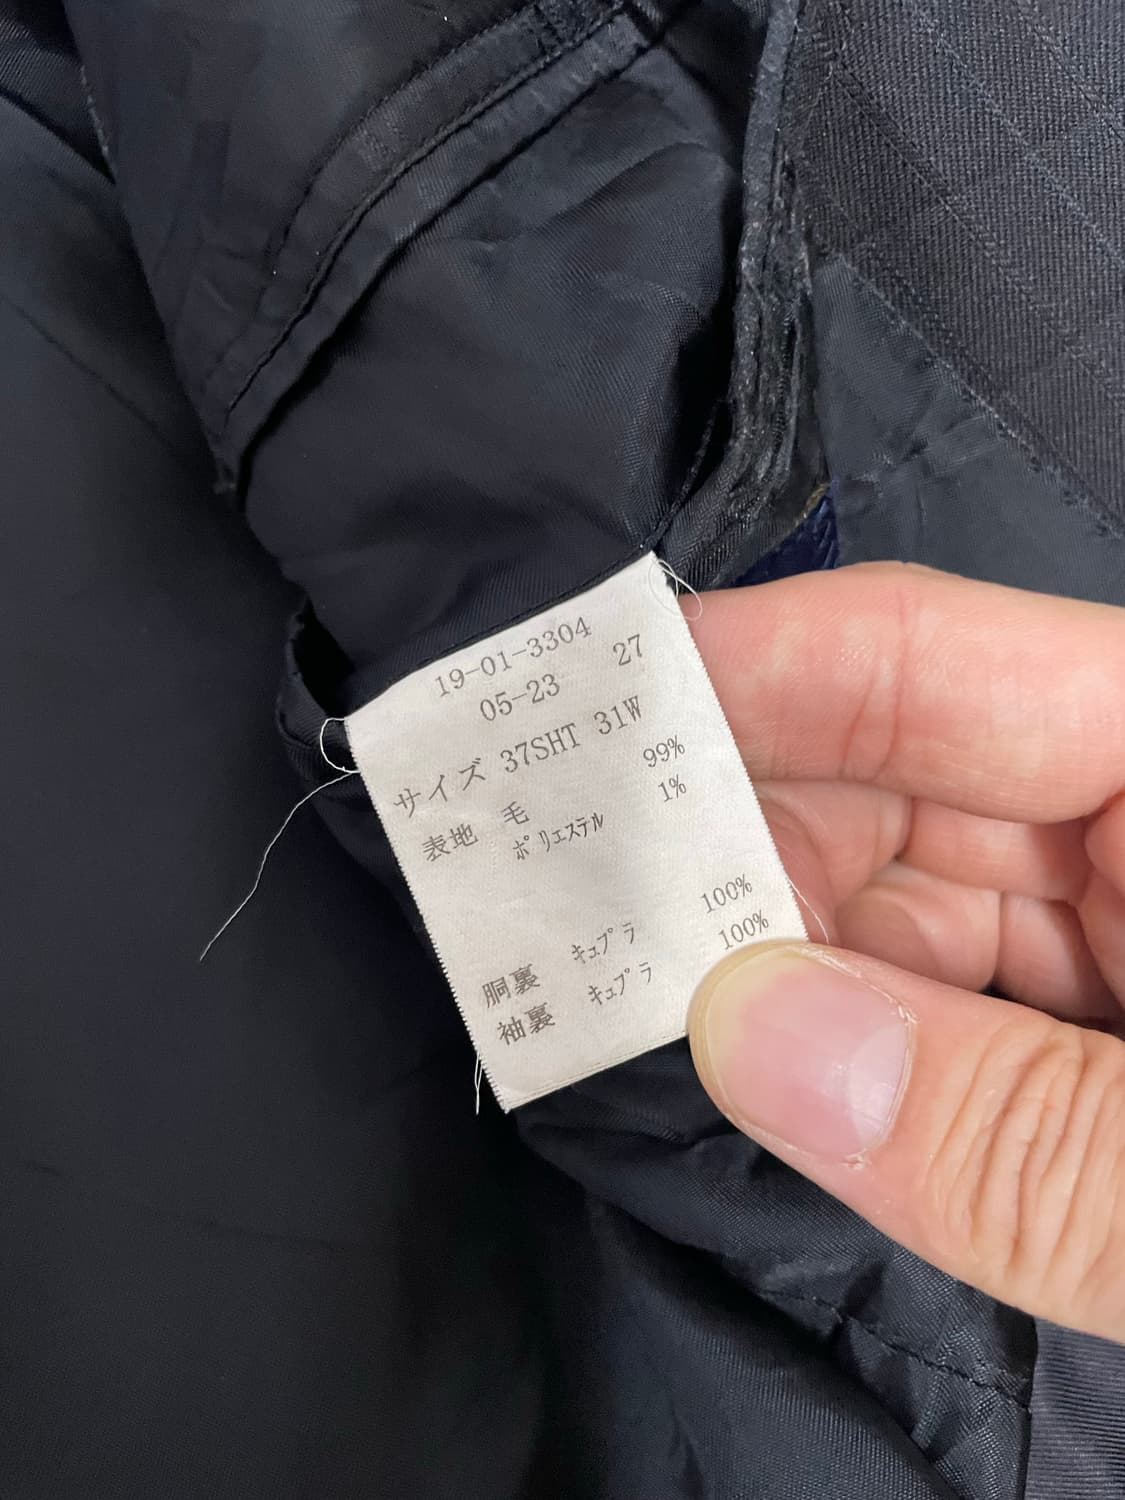 19-01-3304
05-23 27
サイズ 37SHT 31W
表地 毛 99%
ポリエステル 1%
胴裏 キュプラ 100%
袖裏 キュプラ 100%